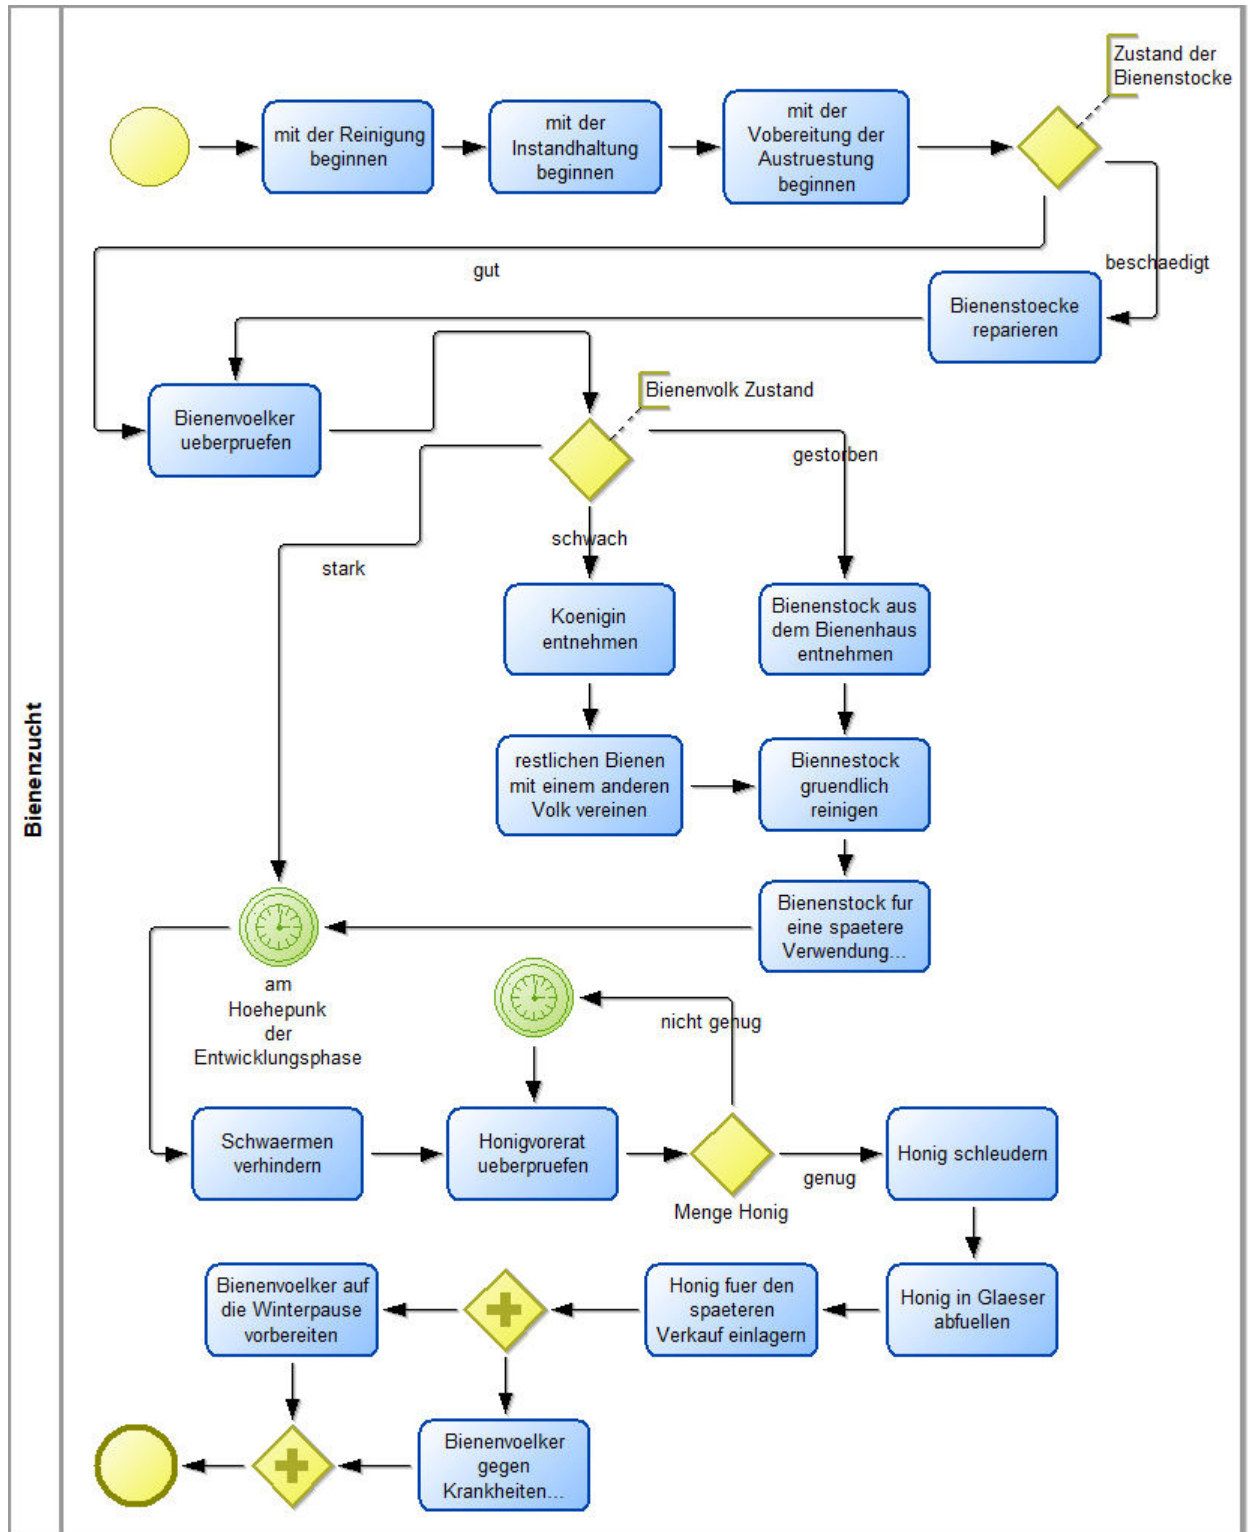 Zustand der
Bienenstocke
mit der Reinigung
beginnen
mit der
Instandhaltung
beginnen
mit der
Vobereitung der
Austruestung
beginnen
gut
beschaedigt
Bienenstoecke
reparieren
Bienenvoelker
ueberpruefen
Bienenvolk Zustand
gestorben
schwach
stark
Koenigin
entnehmen
Bienenstock aus
dem Bienenhaus
entnehmen
Bienenzucht
restlichen Bienen
mit einem anderen
Volk vereinen
Biennestock
gruendlich
reinigen
Bienenstock fur
eine spaetere
Verwendung...
am
Hoehepunk
der
Entwicklungsphase
nicht genug
Schwaermen
verhindern
Honigvorerat
ueberpruefen
Menge Honig
genug
Honig schleudern
Bienenvoelker auf
die Winterpause
vorbereiten
Honig fuer den
spaeteren
Verkauf einlagern
Honig in Glaeser
abfuellen
Bienenvoelker
gegen
Krankheiten...